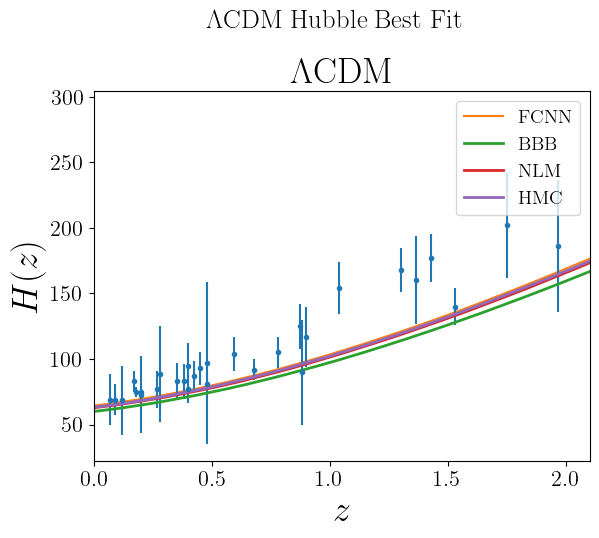 ΛCDM Hubble Best Fit
ΛCDM
300
250
200
150
100
50
H(z)
FCNN
BBB
NLM
HMC
0.0 0.5 1.0 1.5 2.0
z